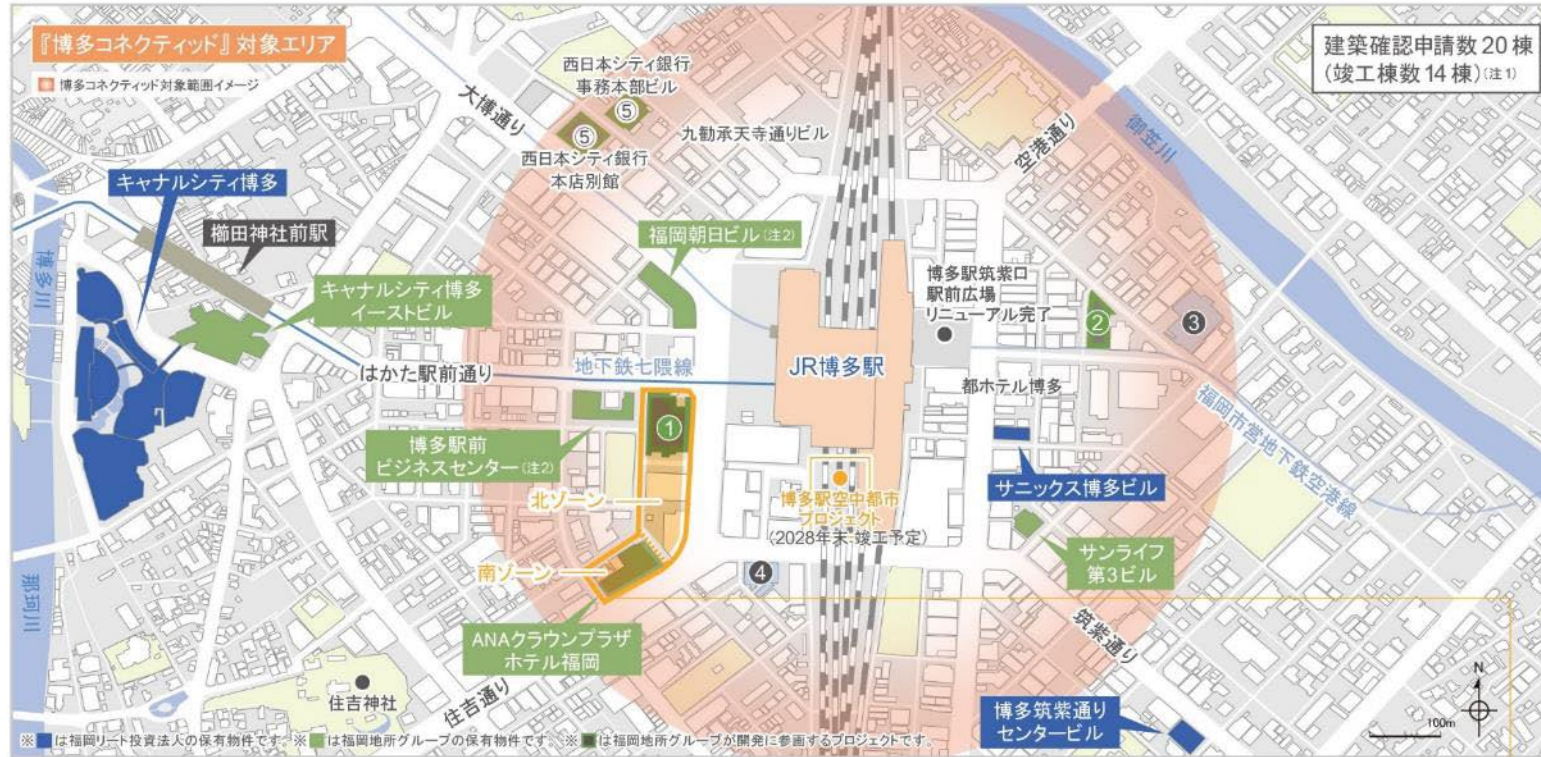 『博多コネクティッド』対象エリア
博多コネクティッド対象範囲イメージ
建築確認申請数20棟
(竣工棟数14棟)(注1)
西日本シティ銀行
事務本部ビル
大博通り
⑤
⑤
九勧承天寺通りビル
西日本シティ銀行
本店別館
空港通り
御笠川
キャナルシティ博多
櫛田神社前駅
福岡朝日ビル(注2)
博多川
キャナルシティ博多
イーストビル
博多駅筑紫口
駅前広場
リニューアル完了
②
❸
はかた駅前通り
地下鉄七隈線
JR博多駅
都ホテル博多
福岡市営地下鉄空港線
①
博多駅前
ビジネスセンター(注2)
北ゾーン
博多駅空中都市
プロジェクト
(2028年末 竣工予定)
サニックス博多ビル
南ゾーン
❹
サンライフ
第3ビル
那珂川
ANAクラウンプラザ
ホテル福岡
筑紫通り
住吉神社
住吉通り
博多筑紫通り
センタービル
N
100m
※■は福岡リート投資法人の保有物件です。※■は福岡地所グループの保有物件です。※■は福岡地所グループが開発に参画するプロジェクトです。